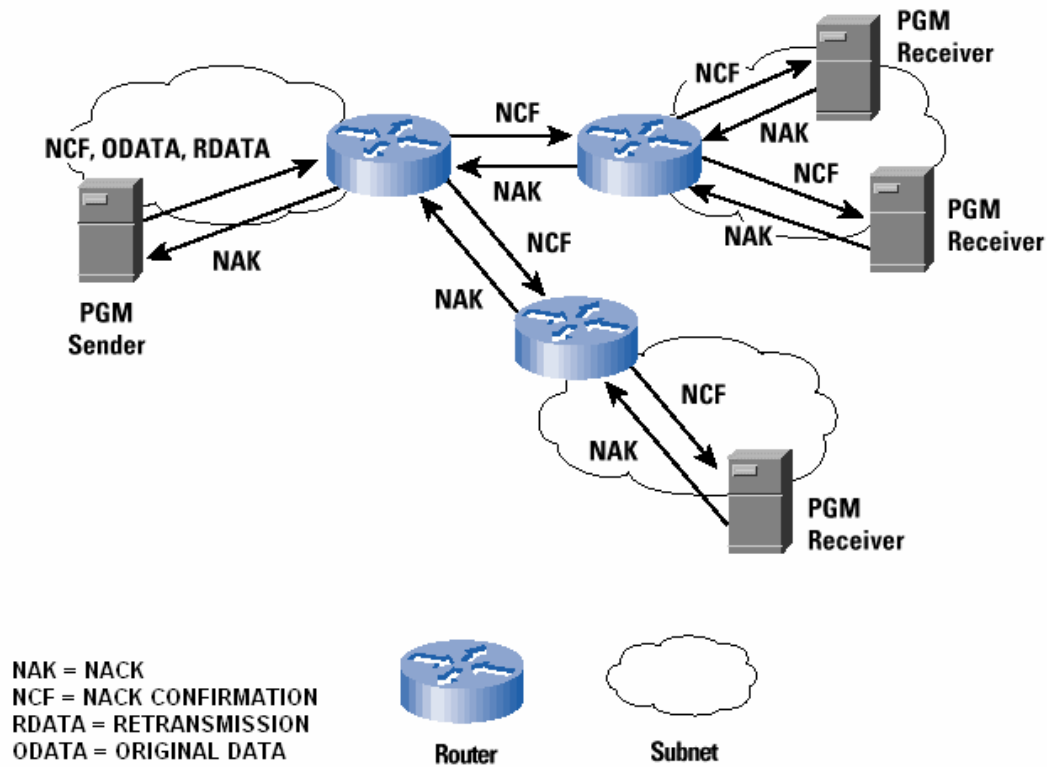 PGM
Receiver
NCF
NCF
NAK
NCF, ODATA, RDATA
NAK
NCF
PGM
Receiver
NAK
NAK
NCF
NAK
PGM
Sender
NCF
NAK
PGM
Receiver
NAK = NACK
NCF = NACK CONFIRMATION
RDATA = RETRANSMISSION
ODATA = ORIGINAL DATA
Router
Subnet